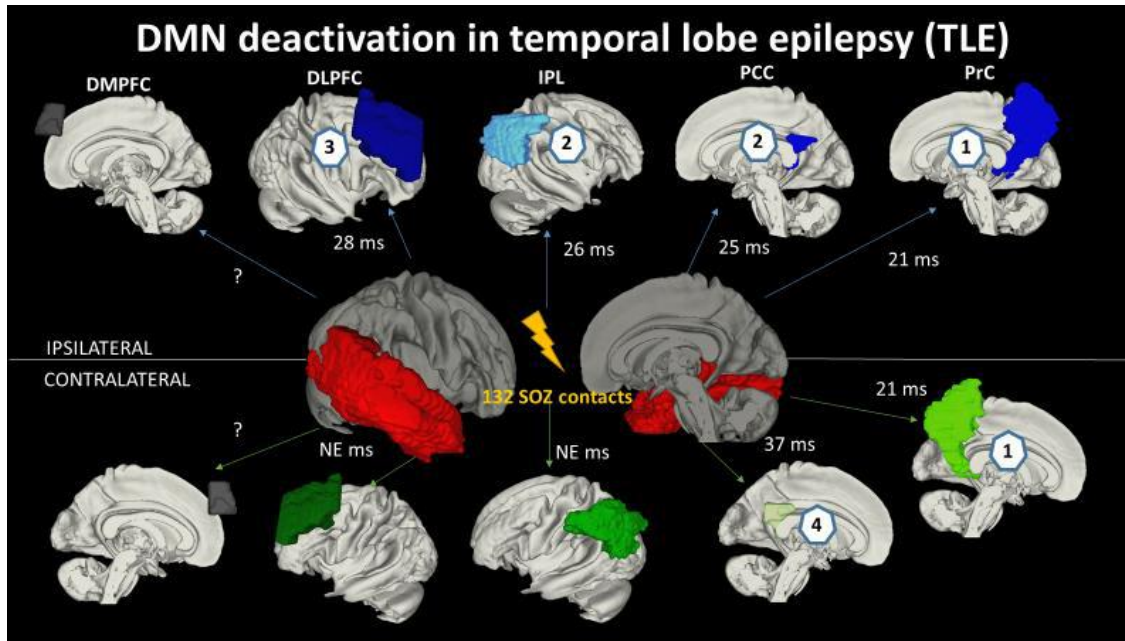 DMN deactivation in temporal lobe epilepsy (TLE)
DMPFC
DLPFC
IPL
PCC
PrC
3
2
2
1
28 ms
26 ms
25 ms
21 ms
?
IPSILATERAL
CONTRALATERAL
132 SOZ contacts
21 ms
?
NE ms
NE ms
37 ms
1
4